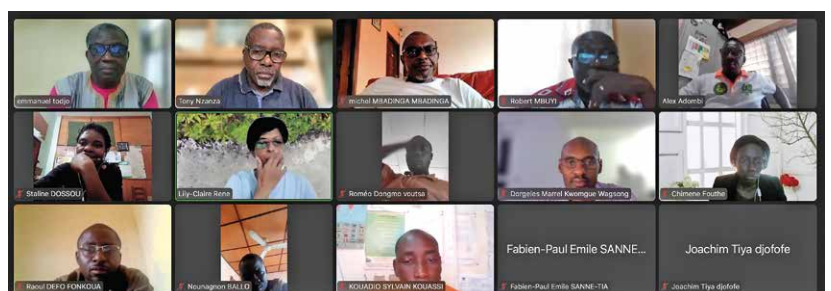 emmanuel todjo
Tony Nzanza
michel MBADINGA MBADINGA
Robert MBUYI
Alex Adombi
Staline DOSSOU
Lily-Claire Rene
Roméo Dongmo voutsa
Dorgeles Marrel Kwomgue Wagsong
Chimene Fouthe
Raoul DEFO FONKOUA
Nounagnon BALLO
KOUADIO SYLVAIN KOUASSI
Fabien-Paul Emile SANNE...
Fabien-Paul Emile SANNE-TIA
Joachim Tiya djofofe
Joachim Tiya djofofe